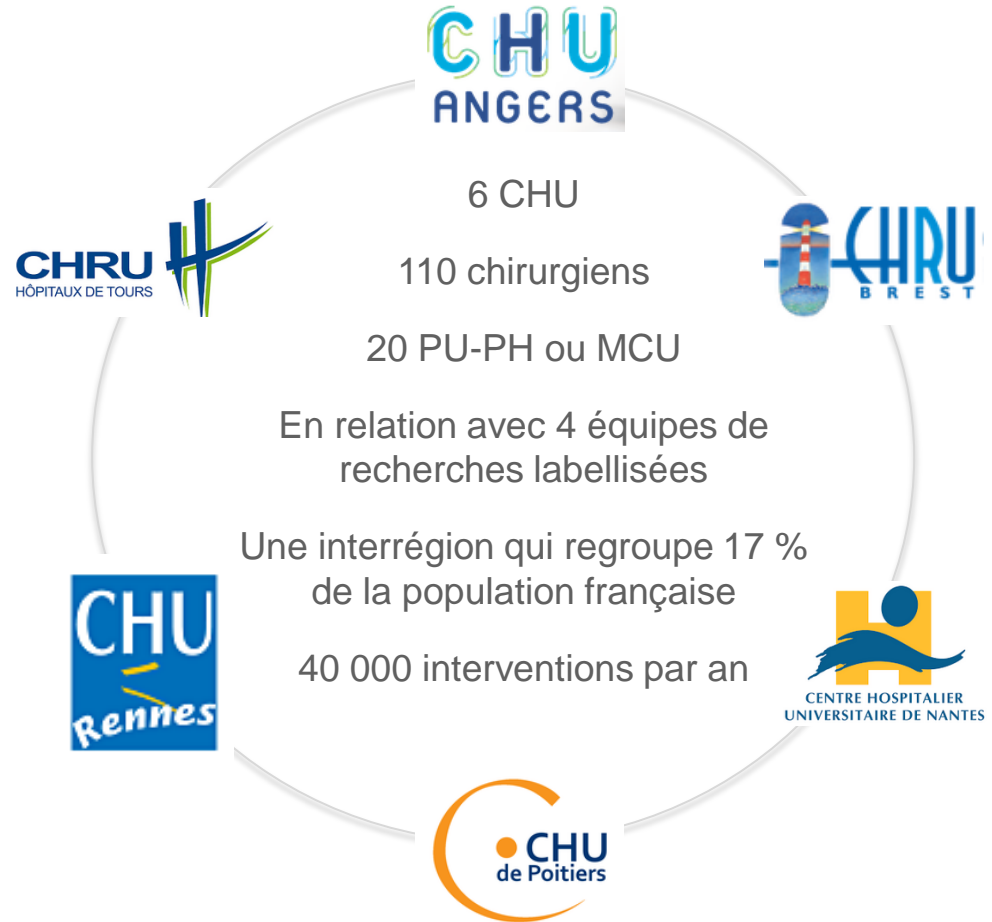 CHU
ANGERS
6 CHU
CHRU
HÔPITAUX DE TOURS
110 chirurgiens
CHRU
BREST
20 PU-PH ou MCU
En relation avec 4 équipes de
recherches labellisées
Une interrégion qui regroupe 17 %
de la population française
CHU
Rennes
40 000 interventions par an
CENTRE HOSPITALIER
UNIVERSITAIRE DE NANTES
CHU
de Poitiers